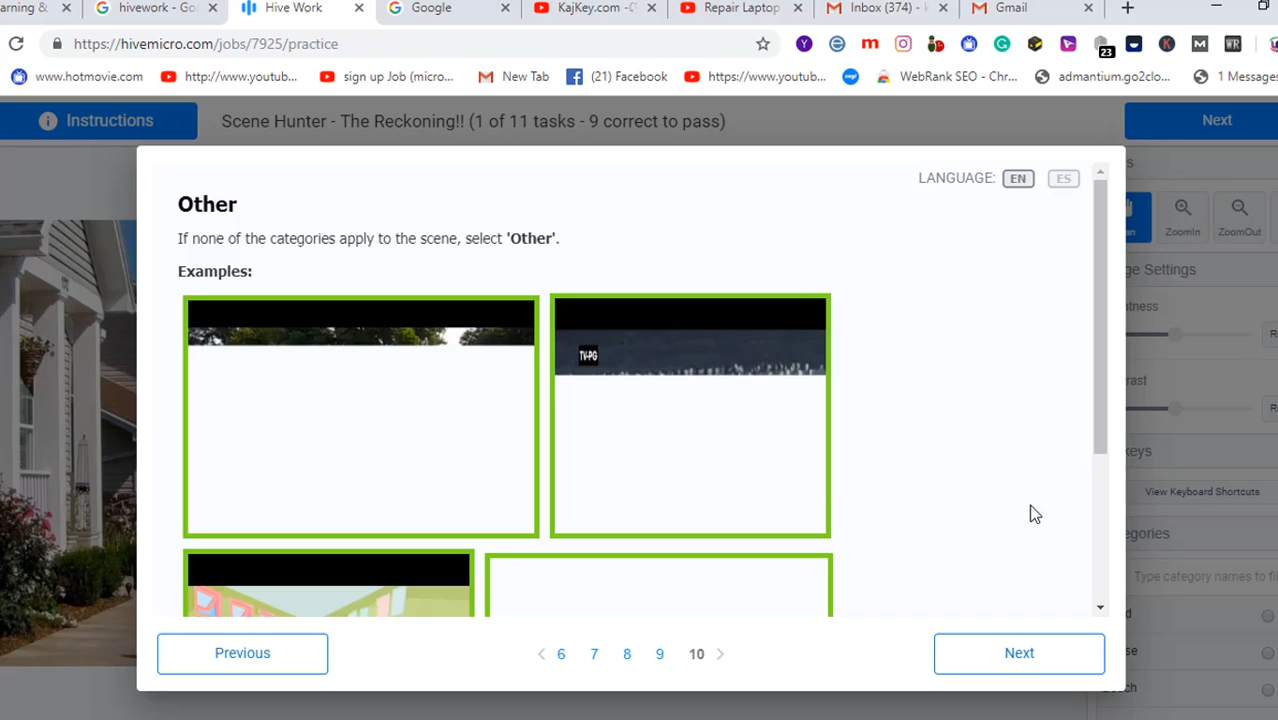 arning &
hivework - Go
Hive Work
Google
KajKey.com -
Repair Laptop
Inbox (374) -
Gmail
https://hivemicro.com/jobs/7925/practice
23
www.hotmovie.com
http://www.youtub...
sign up Job (micro...
New Tab
(21) Facebook
https://www.youtub...
WebRank SEO - Chr...
admantium.go2clo...
1 Messages
Instructions
Scene Hunter - The Reckoning!! (1 of 11 tasks - 9 correct to pass)
Next
LANGUAGE: EN ES
Other
If none of the categories apply to the scene, select 'Other'.
Examples:
TV-PG
ZoomIn
ZoomOut
ge Settings
View Keyboard Shortcuts
Type category names to fi
Previous
6 7 8 9 10
Next